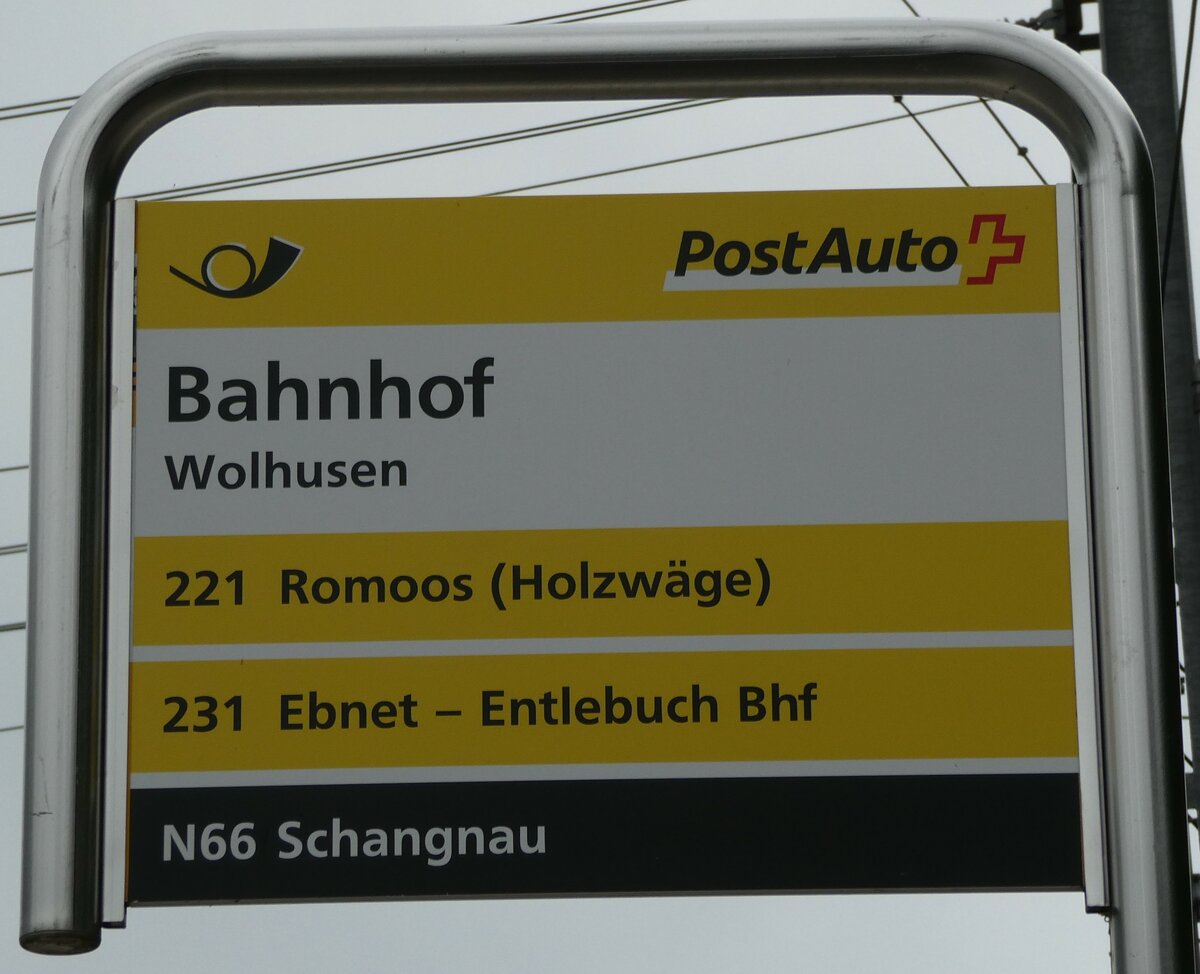 PostAuto
Bahnhof
Wolhusen
221 Romoos (Holzwäge)
231 Ebnet – Entlebuch Bhf
N66 Schangnau